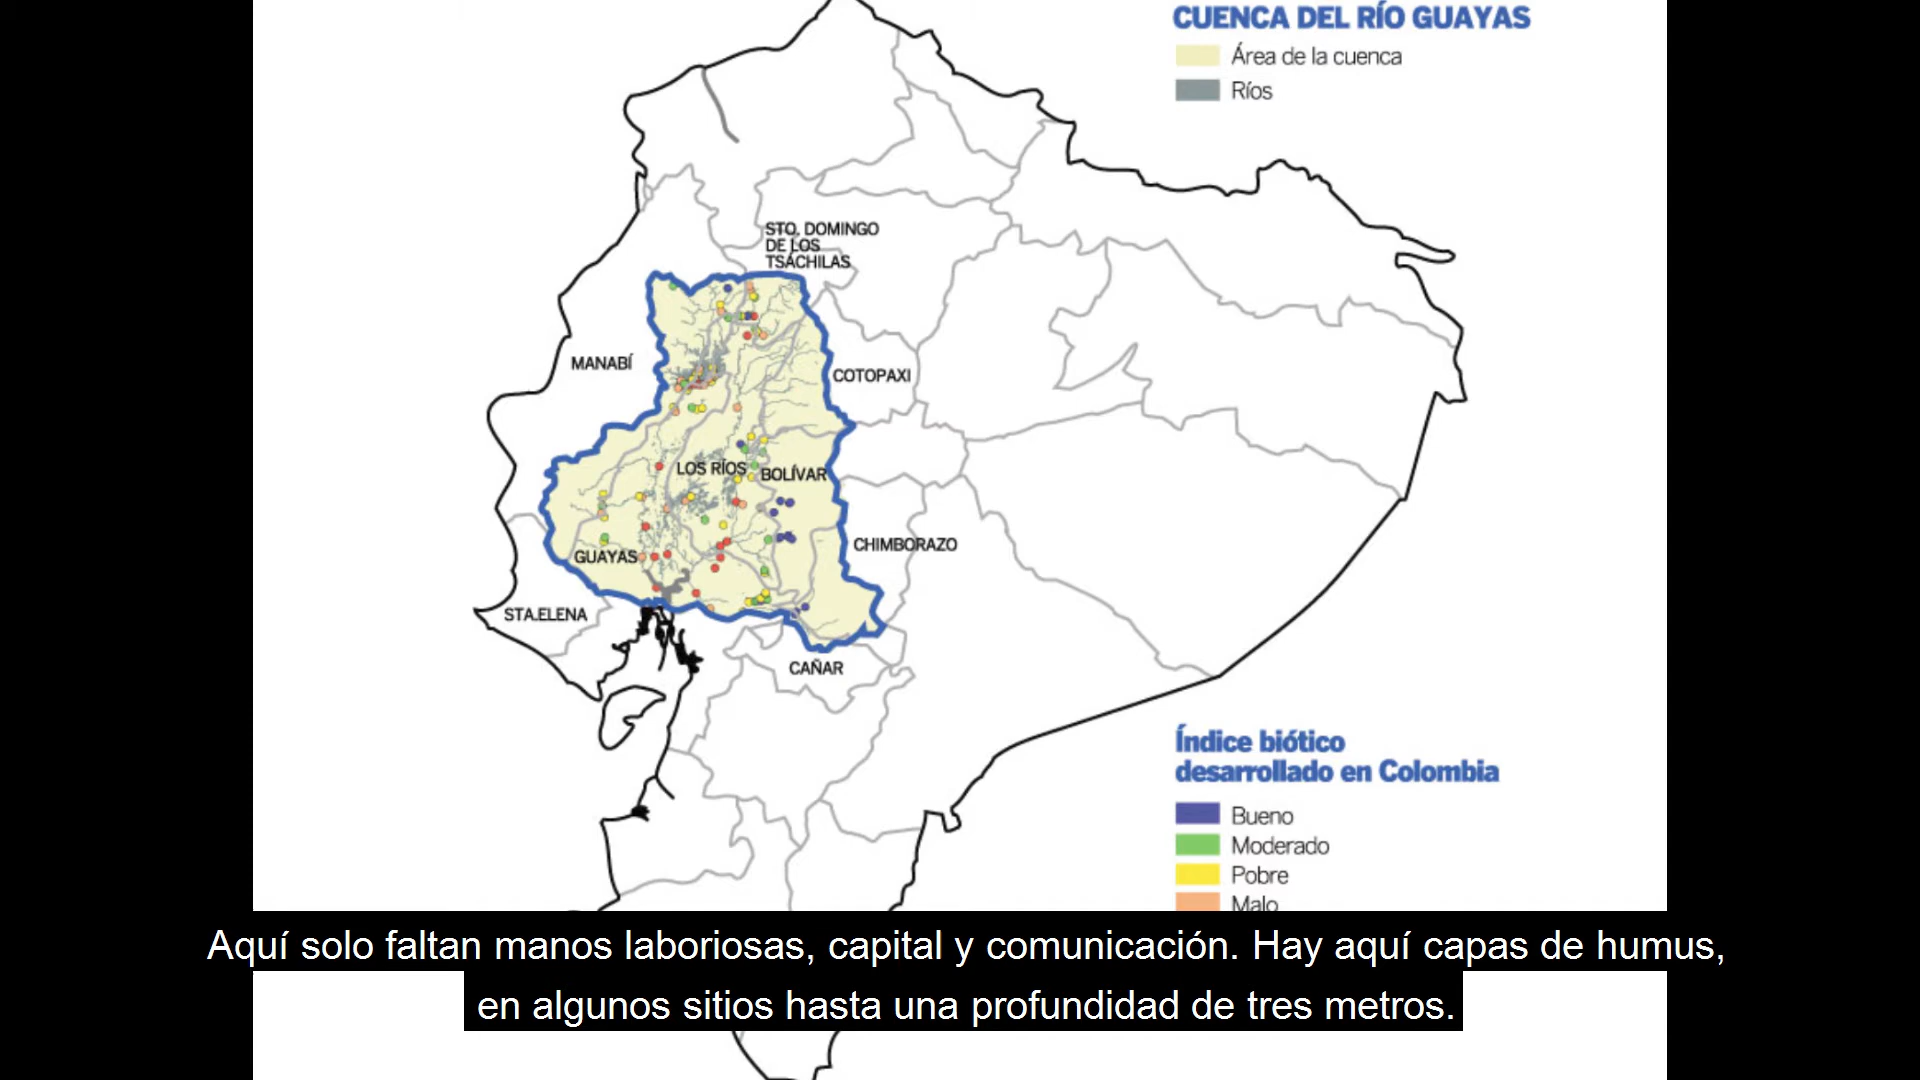 CUENCA DEL RÍO GUAYAS
Área de la cuenca
Ríos
STO. DOMINGO
DE LOS
TSÁCHILAS
MANABÍ
COTOPAXI
LOS RÍOS
BOLÍVAR
GUAYAS
CHIMBORAZO
STA.ELENA
CAÑAR
Índice biótico
desarrollado en Colombia
Bueno
Moderado
Pobre
Malo
Aquí solo faltan manos laboriosas, capital y comunicación. Hay aquí capas de humus,
en algunos sitios hasta una profundidad de tres metros.